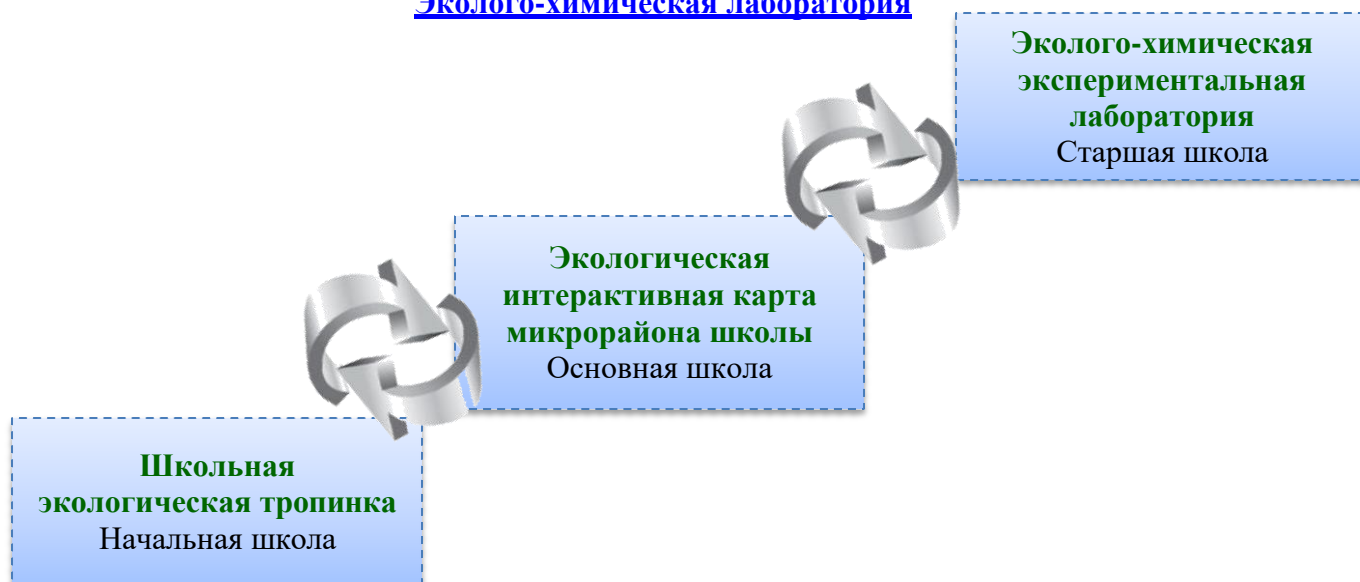 Эколого-химическая лаборатория
Эколого-химическая
экспериментальная
лаборатория
Старшая школа
Экологическая
интерактивная карта
микрорайона школы
Основная школа
Школьная
экологическая тропинка
Начальная школа